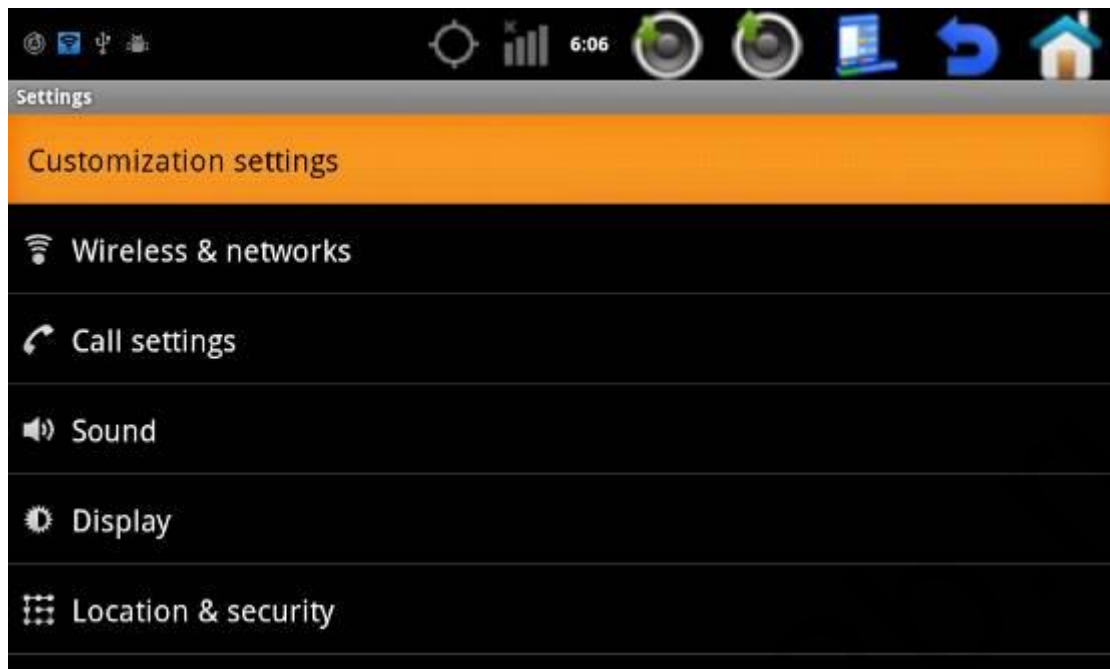 6:06
Settings
Customization settings
Wireless & networks
Call settings
Sound
Display
Location & security